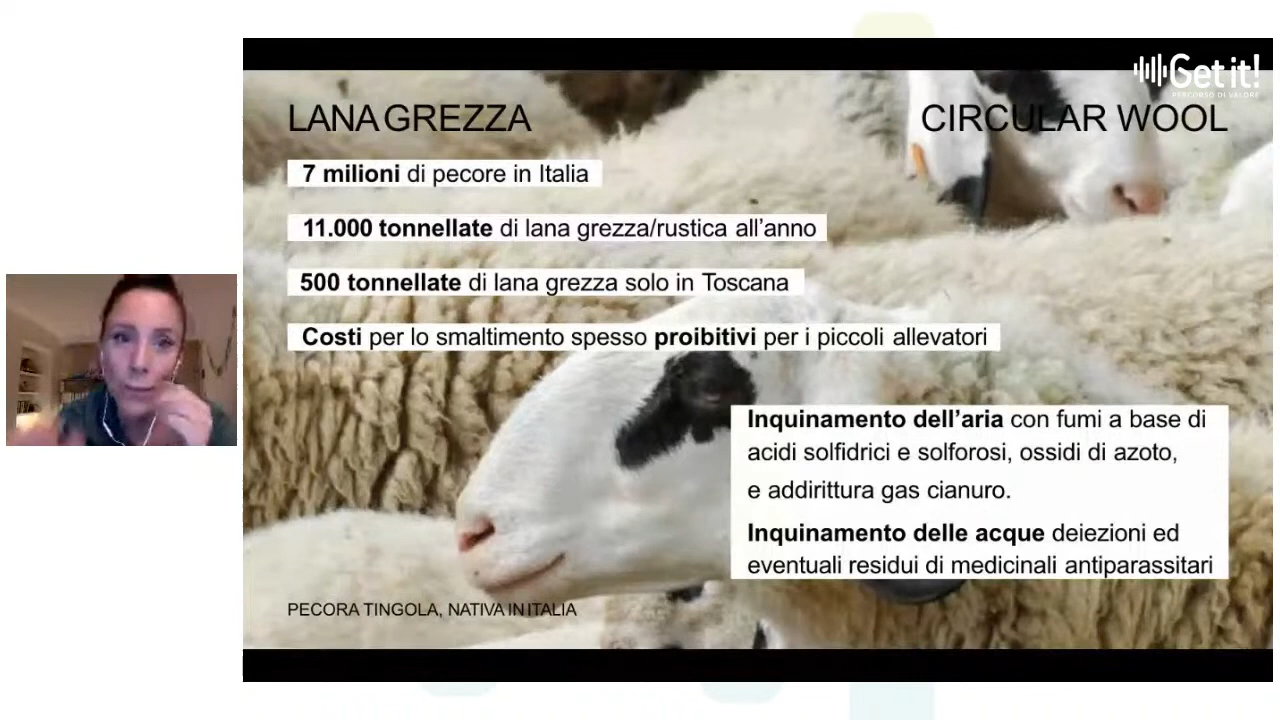 Get it!
PERCORSO DI VALORE
LANA GREZZA
CIRCULAR WOOL
7 milioni di pecore in Italia
11.000 tonnellate di lana grezza/rustica all'anno
500 tonnellate di lana grezza solo in Toscana
Costi per lo smaltimento spesso proibitivi per i piccoli allevatori
Inquinamento dell'aria con fumi a base di
acidi solfidrici e solforosi, ossidi di azoto,
e addirittura gas cianuro.
Inquinamento delle acque deiezioni ed
eventuali residui di medicinali antiparassitari
PECORA TINGOLA, NATIVA IN ITALIA